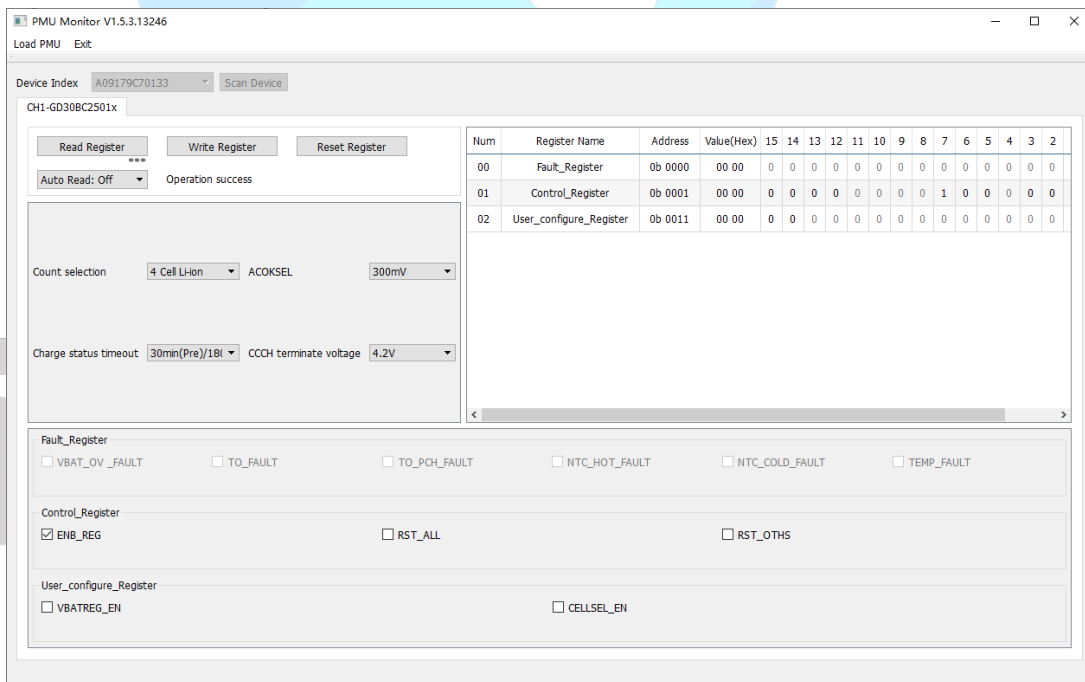 PMU Monitor V1.5.3.13246
Load PMU Exit
Device Index A09179C70133 Scan Device
CH1-GD30BC2501x
Read Register Write Register Reset Register
Auto Read: Off Operation success
Num Register Name Address Value(Hex) 15 14 13 12 11 10 9 8 7 6 5 4 3 2
00 Fault_Register 0b 0000 00 00 0 0 0 0 0 0 0 0 0 0 0 0 0 0
01 Control_Register 0b 0001 00 00 0 0 0 0 0 0 0 0 1 0 0 0 0 0
02 User_configure_Register 0b 0011 00 00 0 0 0 0 0 0 0 0 0 0 0 0 0 0
Count selection 4 Cell Li-ion ACOKSEL 300mV
Charge status timeout 30min(Pre)/18 CCCH terminate voltage 4.2V
Fault_Register
VBAT_OV _FAULT TO_FAULT TO_PCH_FAULT NTC_HOT_FAULT NTC_COLD_FAULT TEMP_FAULT
Control_Register
ENB_REG RST_ALL RST_OTHS
User_configure_Register
VBATREG_EN CELLSEL_EN